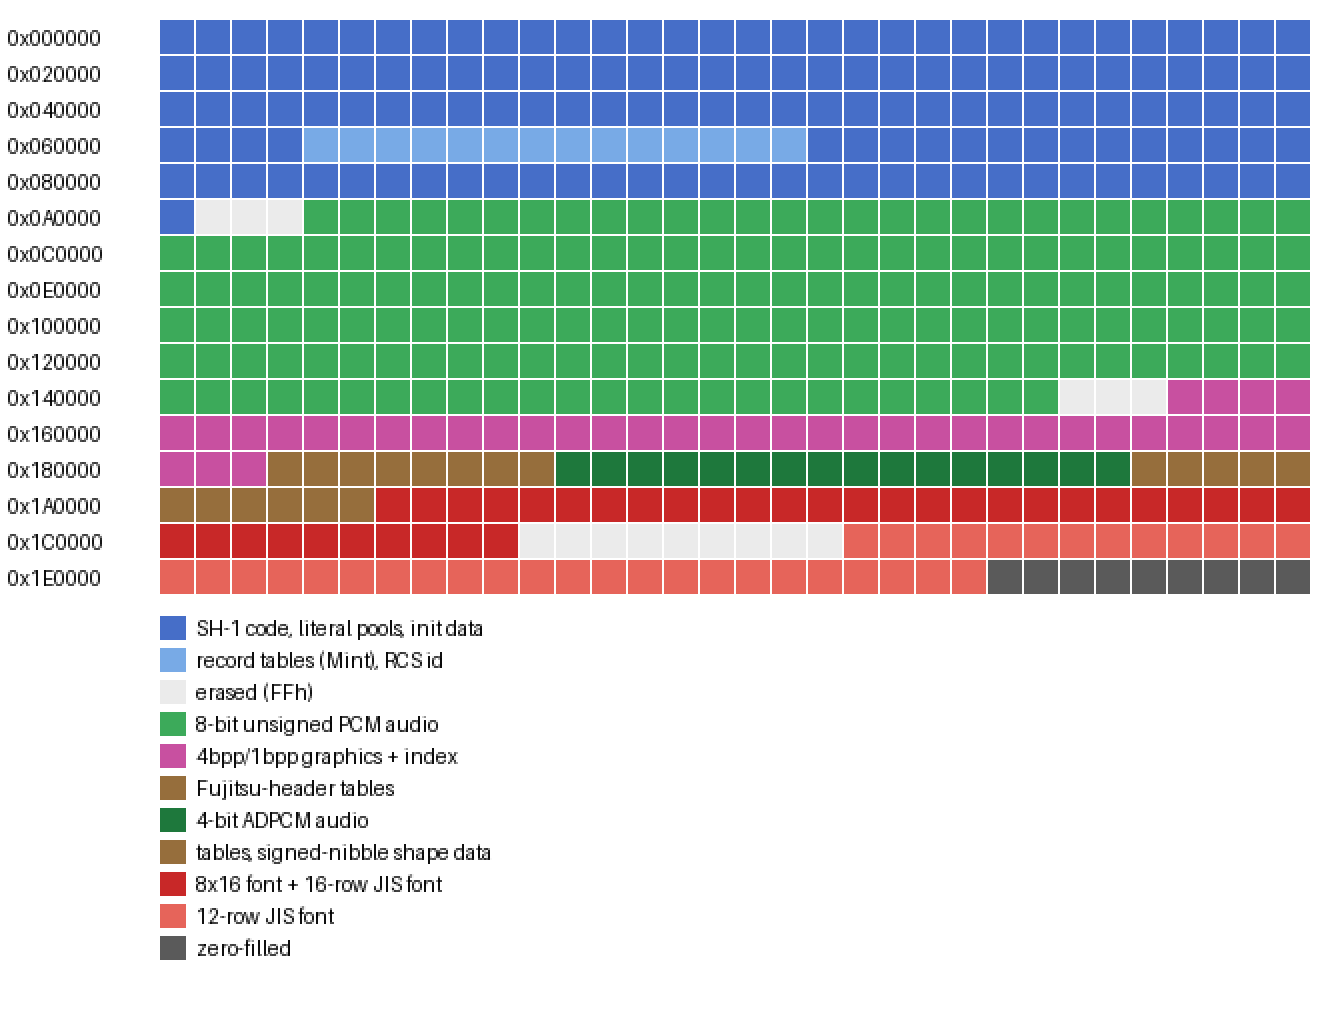 0x000000
0x020000
0x040000
0x060000
0x080000
0x0A0000
0x0C0000
0x0E0000
0x100000
0x120000
0x140000
0x160000
0x180000
0x1A0000
0x1C0000
0x1E0000
SH-1 code, literal pools, init data
record tables (Mint), RCS id
erased (FFh)
8-bit unsigned PCM audio
4bpp/1bpp graphics + index
Fujitsu-header tables
4-bit ADPCM audio
tables, signed-nibble shape data
8x16 font + 16-row JIS font
12-row JIS font
zero-filled